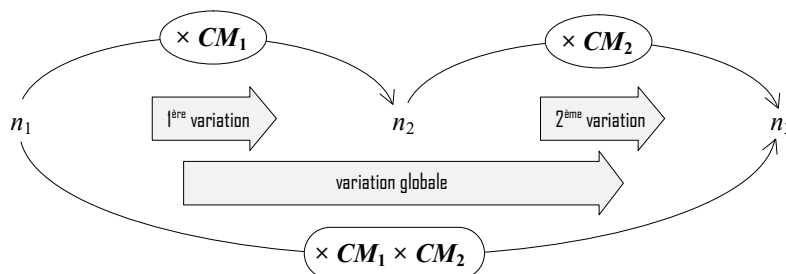 × CM₁
× CM₂
n₁
1ère variation
n₂
2ème variation
variation globale
× CM₁ × CM₂